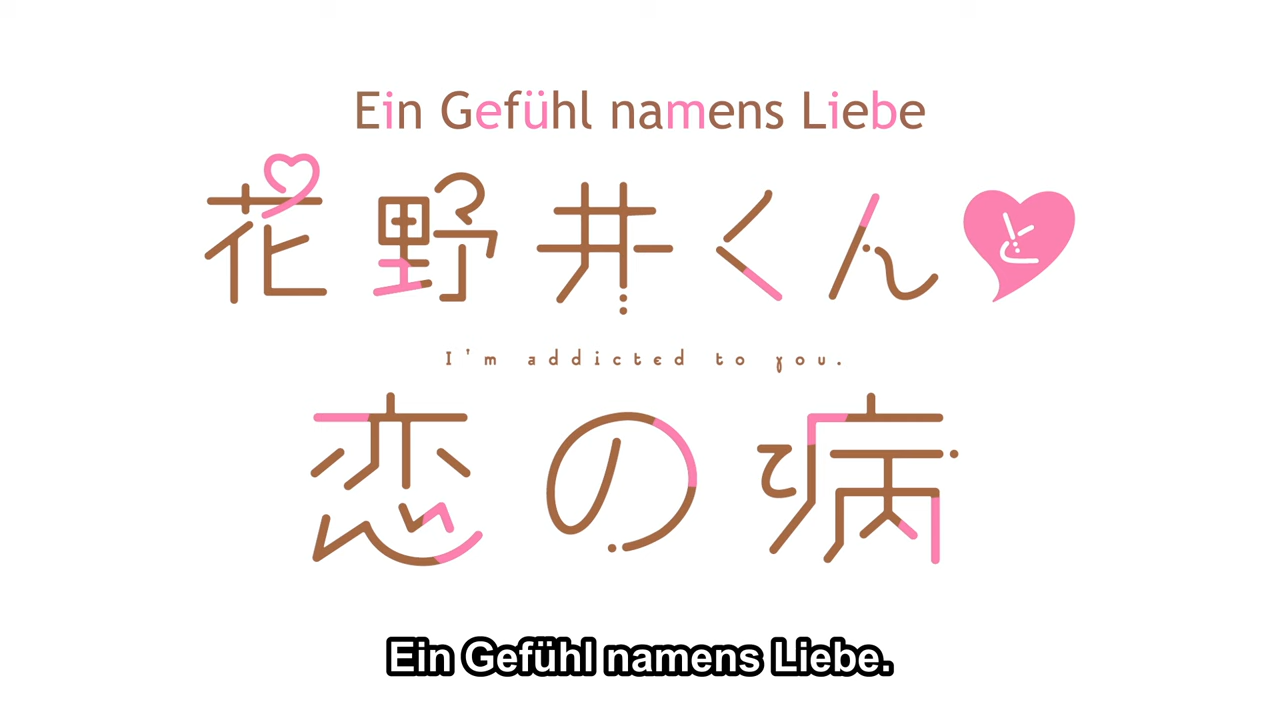 Ein Gefühl namens Liebe
花野井くんと
I'm addicted to you.
恋の病
Ein Gefühl namens Liebe.